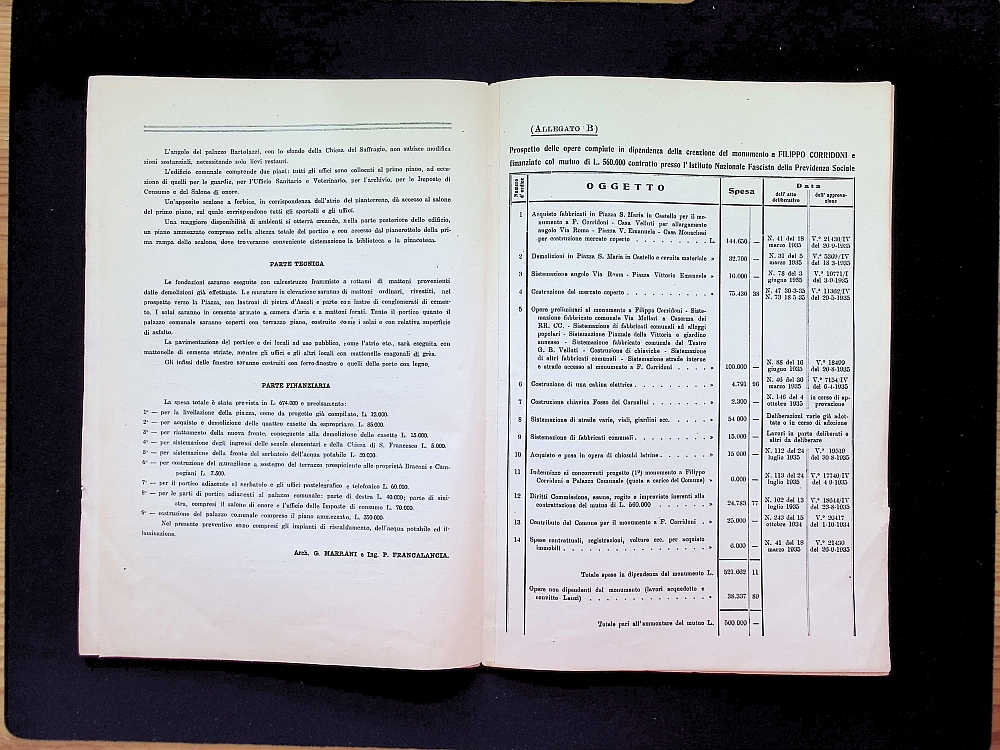 L'angolo del palazzo Bartolazzi, con lo sfondo della Chiesa del Suffragio, non subisce modifica
zioni sostanziali, necessitando solo lievi restauri.
L'edificio comunale comprende due piani: tutti gli uffici sono collocati al primo piano, ad ecce-
zione di quelli per le guardie, per l'Ufficio Sanitario e Veterinario, per l'archivio, per le Imposte di
Consumo e del Salone di onore.
Un'apposito scalone a forbice, in corrispondenza dell'atrio del pianterreno, dà accesso al salone
del primo piano, sul quale corrispondono tutti gli sportelli e gli uffici.
Una maggiore disponibilità di ambienti si otterrà creando, nella parte posteriore dell'edificio,
un piano ammezzato compreso nella altezza totale del portico e con accesso dal pianerottolo della pri-
ma rampa dello scalone, dove troveranno conveniente sistemazione la biblioteca e la pinacoteca.
PARTE TECNICA
Le fondazioni saranno eseguite con calcestruzzo frammisto a rottami di mattoni provenienti
dalle demolizioni già effettuate. Le murature in elevazione saranno di mattoni ordinari, rivestiti, nel
prospetto verso la Piazza, con lastroni di pietra d'Ascoli e parte con lastre di conglomerati di cemen-
to. I solai saranno in cemento armato a camera d'aria e a mattoni forati. Tanto il portico quanto il
palazzo comunale saranno coperti con terrazzo piano, costruito come i solai e con relativa superficie
di asfalto.
La pavimentazione del portico e dei locali ad uso pubblico, come l'atrio etc., sarà eseguita con
mattonelle di cemento striate, mentre gli uffici e gli altri locali con mattonelle esagonali di grès.
Gli infissi delle finestre saranno costruiti con ferro-finestre e quelli delle porte con legno.
PARTE FINANZIARIA
La spesa totale è stata prevista in L. 674.000 e precisamente:
1° — per la livellazione della piazza, come da progetto già compilato, L. 12.000.
2° — per acquisto e demolizione delle quattro casette da espropriare L. 85.000.
3° — per riattamento della nuova fronte, conseguente alla demolizione delle casette L. 15.000.
4° — per sistemazione degli ingressi delle scuole elementari e della Chiesa di S. Francesco L. 5.000.
5° — per sistemazione della fronte del serbatoio dell'acqua potabile L. 20.000.
6° — per costruzione del muraglione a sostegno del terrazzo prospiciente alle proprietà Braconi e Cam-
pegiani L. 7.500.
7° — per il portico adiacente al serbatoio e gli uffici postelegrafico e telefonico L. 60.000.
8° — per le parti di portico adiacenti al palazzo comunale: parte di destra L. 40.000; parte di sini-
stra, compresi il salone di onore e l'ufficio delle Imposte di consumo L. 70.000.
9° — costruzione del palazzo comunale compreso il piano ammezzato, L. 350.000.
Nel presente preventivo sono compresi gli impianti di riscaldamento, dell'acqua potabile ed il-
luminazione.
Arch. G. MARRANI e Ing. P. FRANCALANCIA.
(ALLEGATO B)
Prospetto delle opere compiute in dipendenza della creazione del monumento a FILIPPO CORRIDONI e
finanziate col mutuo di L. 560.000 contratto presso l'Istituto Nazionale Fascista della Previdenza Sociale
Numero d'ordine OGGETTO Spesa Data
dell'atto deliberativo dell'approva- zione
1 Acquisto fabbricati in Piazza S. Maria in Castello per il mo-
numento a F. Corridoni - Casa Velluti per allargamento
angolo Via Roma - Piazza V. Emanuele - Casa Monachesi
per costruzione mercato coperto . . . . . . . L. 144.650 — N. 41 del 18 marzo 1935 V.° 21430/IV del 26-9-1935
2 Demolizioni in Piazza S. Maria in Castello e cernita materiale » 32.700 — N. 31 del 5 marzo 1935 V.° 5369/IV del 18 3-1935
3 Sistemazione angolo Via Roma - Piazza Vittorio Emanuele » 16.000 — N. 78 del 3 giugno 1935 V.° 10771/I del 3-9-1935
4 Costruzione del mercato coperto . . . . . . . » 75.430 38 N. 47 30-3-35 N. 73 18 5 35 V.° 11362/IV del 29-5-1935
5 Opere preliminari al monumento a Filippo Corridoni - Siste-
mazione fabbricato comunale Via Mollari a Caserma dei
RR. CC. - Sistemazione di fabbricati comunali ad alloggi
popolari - Sistemazione Piazzale della Vittoria e giardino
annesso - Sistemazione fabbricato comunale del Teatro
G. B. Velluti - Costruzione di chiaviche - Sistemazione
di altri fabbricati comunali - Sistemazione strade interne
e strade accesso al monumento a F. Corridoni . . . » 100.000 — N. 88 del 16 giugno 1935 V.° 18499 del 20-8-1935
6 Costruzione di una cabina elettrica . . . . . . . » 4.791 96 N. 46 del 30 marzo 1935 V.° 7154/IV del 6-4-1935
7 Costruzione chiavica Fosso del Carsolini . . . . . » 2.300 — N. 146 del 4 ottobre 1935 in corso di ap- provazione
8 Sistemazione di strade varie, viali, giardini ecc. . . . » 54 000 — Deliberazioni varie già adot- tate o in corso di adozione
9 Sistemazione di fabbricati comunali . . . . . . . » 15.000 — Lavori in parte deliberati e altri da deliberare
10 Acquisto e posa in opera di chioschi latrine . . . . . » 15 000 — N. 112 del 24 luglio 1935 V.° 19510 del 30-8-1935
11 Indennizzo ai concorrenti progetto (1°) monumento a Filippo
Corridoni e Palazzo Comunale (quota a carico del Comune) » 6.000 — N. 113 del 24 luglio 1935 V.° 17740/IV del 4 9-1935
12 Diritti Commissione, esame, rogito e impreviste inerenti alla
contrattazione del mutuo di L. 560.000 . . . . . » 24.783 77 N. 102 del 13 luglio 1935 V.° 18644/IV del 23-8-1935
13 Contributo del Comune per il monumento a F. Corridoni . » 25.000 — N. 243 del 15 ottobre 1934 V.° 20417 del 1-10-1934
14 Spese contrattuali, registrazioni, volture ecc. per acquisto
immobili . . . . . . . . . . . . » 6.000 — N. 41 del 18 marzo 1935 V.° 21430 del 26-9-1935
Totale spese in dipendenza del monumento L. 521.662 11
Opere non dipendenti dal monumento (lavori acquedotto e
convitto Lauzi) . . . . . . . . . . » 38.337 89
Totale pari all'ammontare del mutuo L. 560.000 —